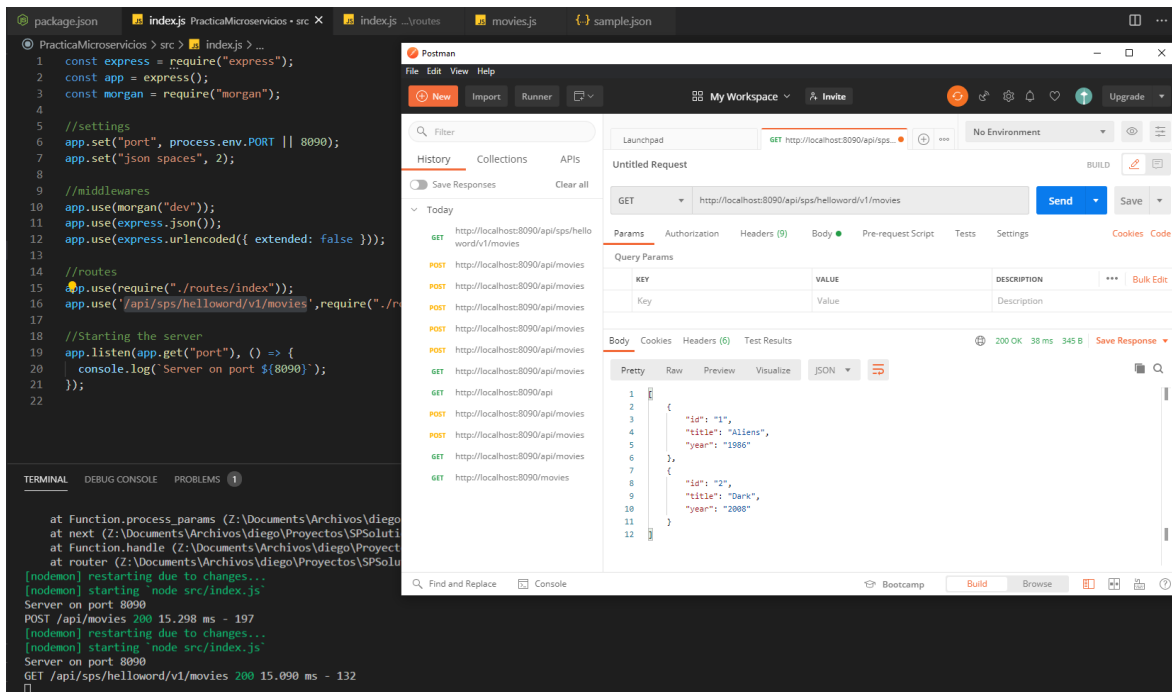 package.json
index.js PracticaMicroservicios • src
index.js ...\routes
movies.js
sample.json
PracticaMicroservicios > src > index.js > ...
1 const express = require("express");
2 const app = express();
3 const morgan = require("morgan");
4
5 //settings
6 app.set("port", process.env.PORT || 8090);
7 app.set("json spaces", 2);
8
9 //middlewares
10 app.use(morgan("dev"));
11 app.use(express.json());
12 app.use(express.urlencoded({ extended: false }));
13
14 //routes
15 app.use(require("./routes/index"));
16 app.use('/api/sps/helloword/v1/movies',require("./r
17
18 //Starting the server
19 app.listen(app.get("port"), () => {
20 console.log(`Server on port ${8090}`);
21 });
22
TERMINAL DEBUG CONSOLE PROBLEMS 1
at Function.process_params (Z:\Documents\Archivos\diego
at next (Z:\Documents\Archivos\diego\Proyectos\SPSoluti
at Function.handle (Z:\Documents\Archivos\diego\Proyect
at router (Z:\Documents\Archivos\diego\Proyectos\SPSolu
[nodemon] restarting due to changes...
[nodemon] starting `node src/index.js`
Server on port 8090
POST /api/movies 200 15.298 ms - 197
[nodemon] restarting due to changes...
[nodemon] starting `node src/index.js`
Server on port 8090
GET /api/sps/helloword/v1/movies 200 15.090 ms - 132
Postman
File Edit View Help
New Import Runner My Workspace Invite Upgrade
Filter
History Collections APIs
Save Responses Clear all
Today
GET http://localhost:8090/api/sps/hello
word/v1/movies
POST http://localhost:8090/api/movies
POST http://localhost:8090/api/movies
POST http://localhost:8090/api/movies
POST http://localhost:8090/api/movies
GET http://localhost:8090/api/movies
GET http://localhost:8090/api
POST http://localhost:8090/api/movies
POST http://localhost:8090/api/movies
GET http://localhost:8090/api/movies
GET http://localhost:8090/movies
Launchpad GET http://localhost:8090/api/sps... No Environment
Untitled Request BUILD
GET http://localhost:8090/api/sps/helloword/v1/movies Send Save
Params Authorization Headers (9) Body Pre-request Script Tests Settings Cookies Code
Query Params
KEY VALUE DESCRIPTION Bulk Edit
Key Value Description
Body Cookies Headers (6) Test Results 200 OK 38 ms 345 B Save Response
Pretty Raw Preview Visualize JSON
1 [
2 {
3 "id": "1",
4 "title": "Aliens",
5 "year": "1986"
6 },
7 {
8 "id": "2",
9 "title": "Dark",
10 "year": "2008"
11 }
12 ]
Find and Replace Console Bootcamp Build Browse